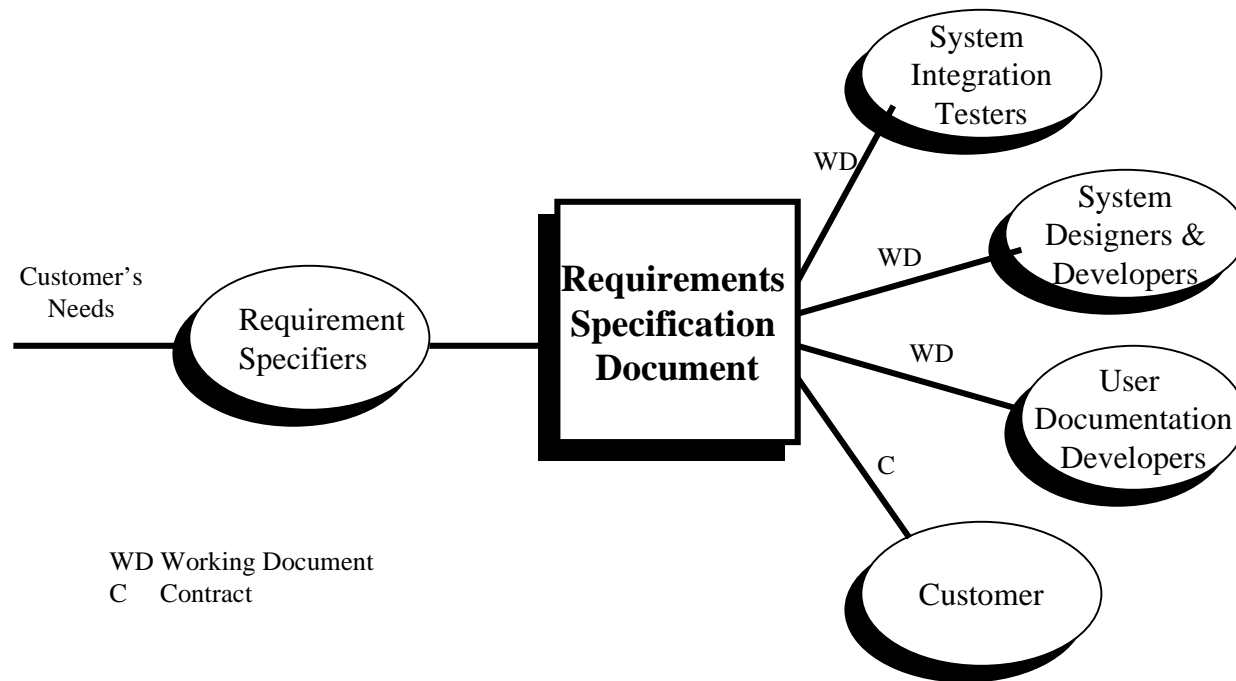 System
Integration
Testers
WD
System
Designers &
Developers
WD
Customer's
Needs
Requirement
Specifiers
Requirements
Specification
Document
WD
User
Documentation
Developers
C
WD Working Document
C Contract
Customer